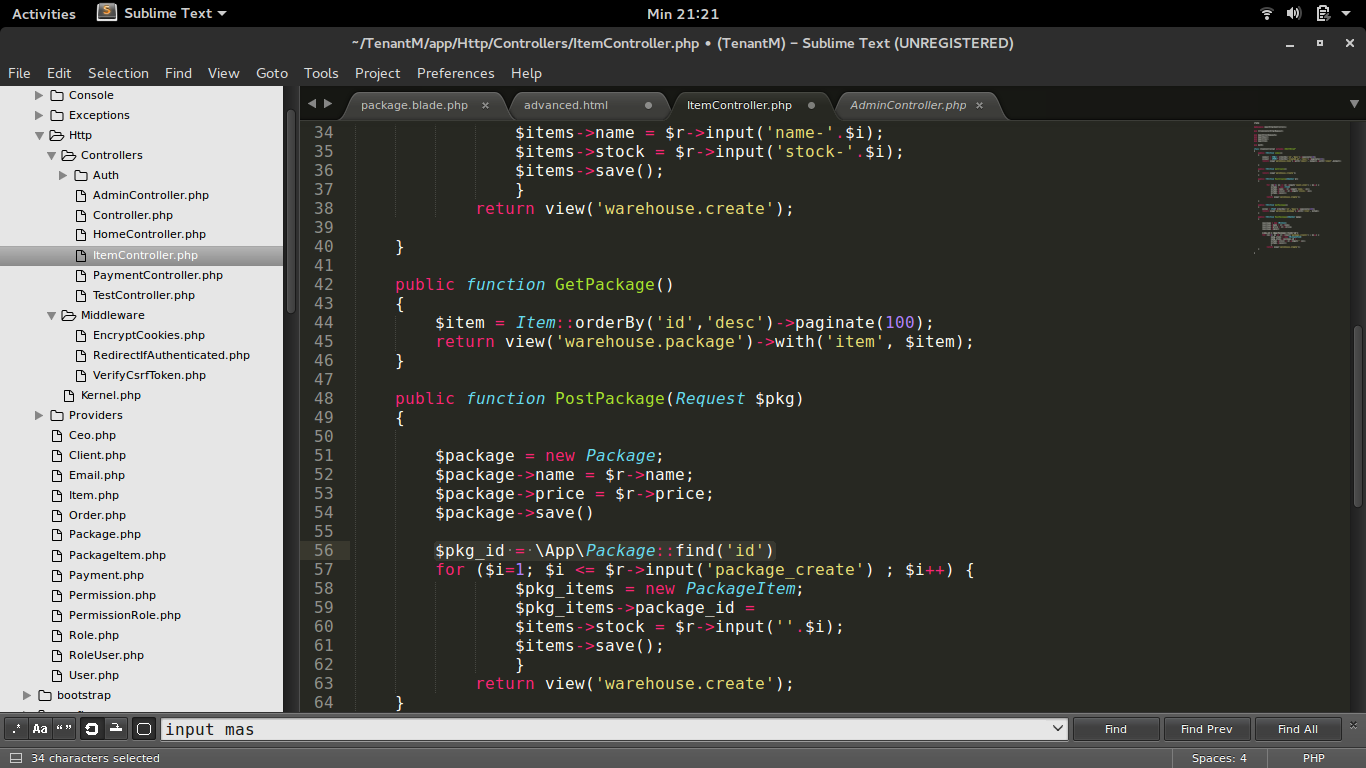 Activities
Sublime Text
Min 21:21
~/TenantM/app/Http/Controllers/ItemController.php • (TenantM) – Sublime Text (UNREGISTERED)
File Edit Selection Find View Goto Tools Project Preferences Help
Console
Exceptions
Http
Controllers
Auth
AdminController.php
Controller.php
HomeController.php
ItemController.php
PaymentController.php
TestController.php
Middleware
EncryptCookies.php
RedirectIfAuthenticated.php
VerifyCsrfToken.php
Kernel.php
Providers
Ceo.php
Client.php
Email.php
Item.php
Order.php
Package.php
PackageItem.php
Payment.php
Permission.php
PermissionRole.php
Role.php
RoleUser.php
User.php
bootstrap
package.blade.php × advanced.html ItemController.php AdminController.php ×
34 $items->name = $r->input('name-'.$i);
35 $items->stock = $r->input('stock-'.$i);
36 $items->save();
37 }
38 return view('warehouse.create');
39
40 }
41
42 public function GetPackage()
43 {
44 $item = Item::orderBy('id','desc')->paginate(100);
45 return view('warehouse.package')->with('item', $item);
46 }
47
48 public function PostPackage(Request $pkg)
49 {
50
51 $package = new Package;
52 $package->name = $r->name;
53 $package->price = $r->price;
54 $package->save()
55
56 $pkg_id = \App\Package::find('id')
57 for ($i=1; $i <= $r->input('package_create') ; $i++) {
58 $pkg_items = new PackageItem;
59 $pkg_items->package_id =
60 $items->stock = $r->input(''.$i);
61 $items->save();
62 }
63 return view('warehouse.create');
64 }
.* Aa “” input mas Find Find Prev Find All ×
34 characters selected
Spaces: 4
PHP